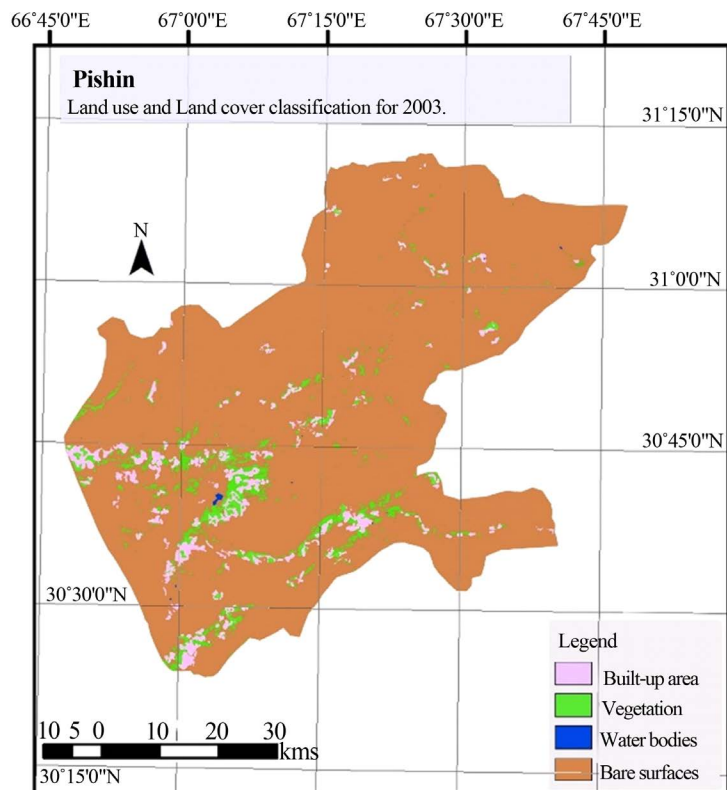 66°45'0"E 67°0'0"E 67°15'0"E 67°30'0"E 67°45'0"E
Pishin
Land use and Land cover classification for 2003.
31°15'0"N
N
31°0'0"N
30°45'0"N
30°30'0"N
Legend
Built-up area
Vegetation
Water bodies
Bare surfaces
10 5 0 10 20 30
kms
30°15'0"N